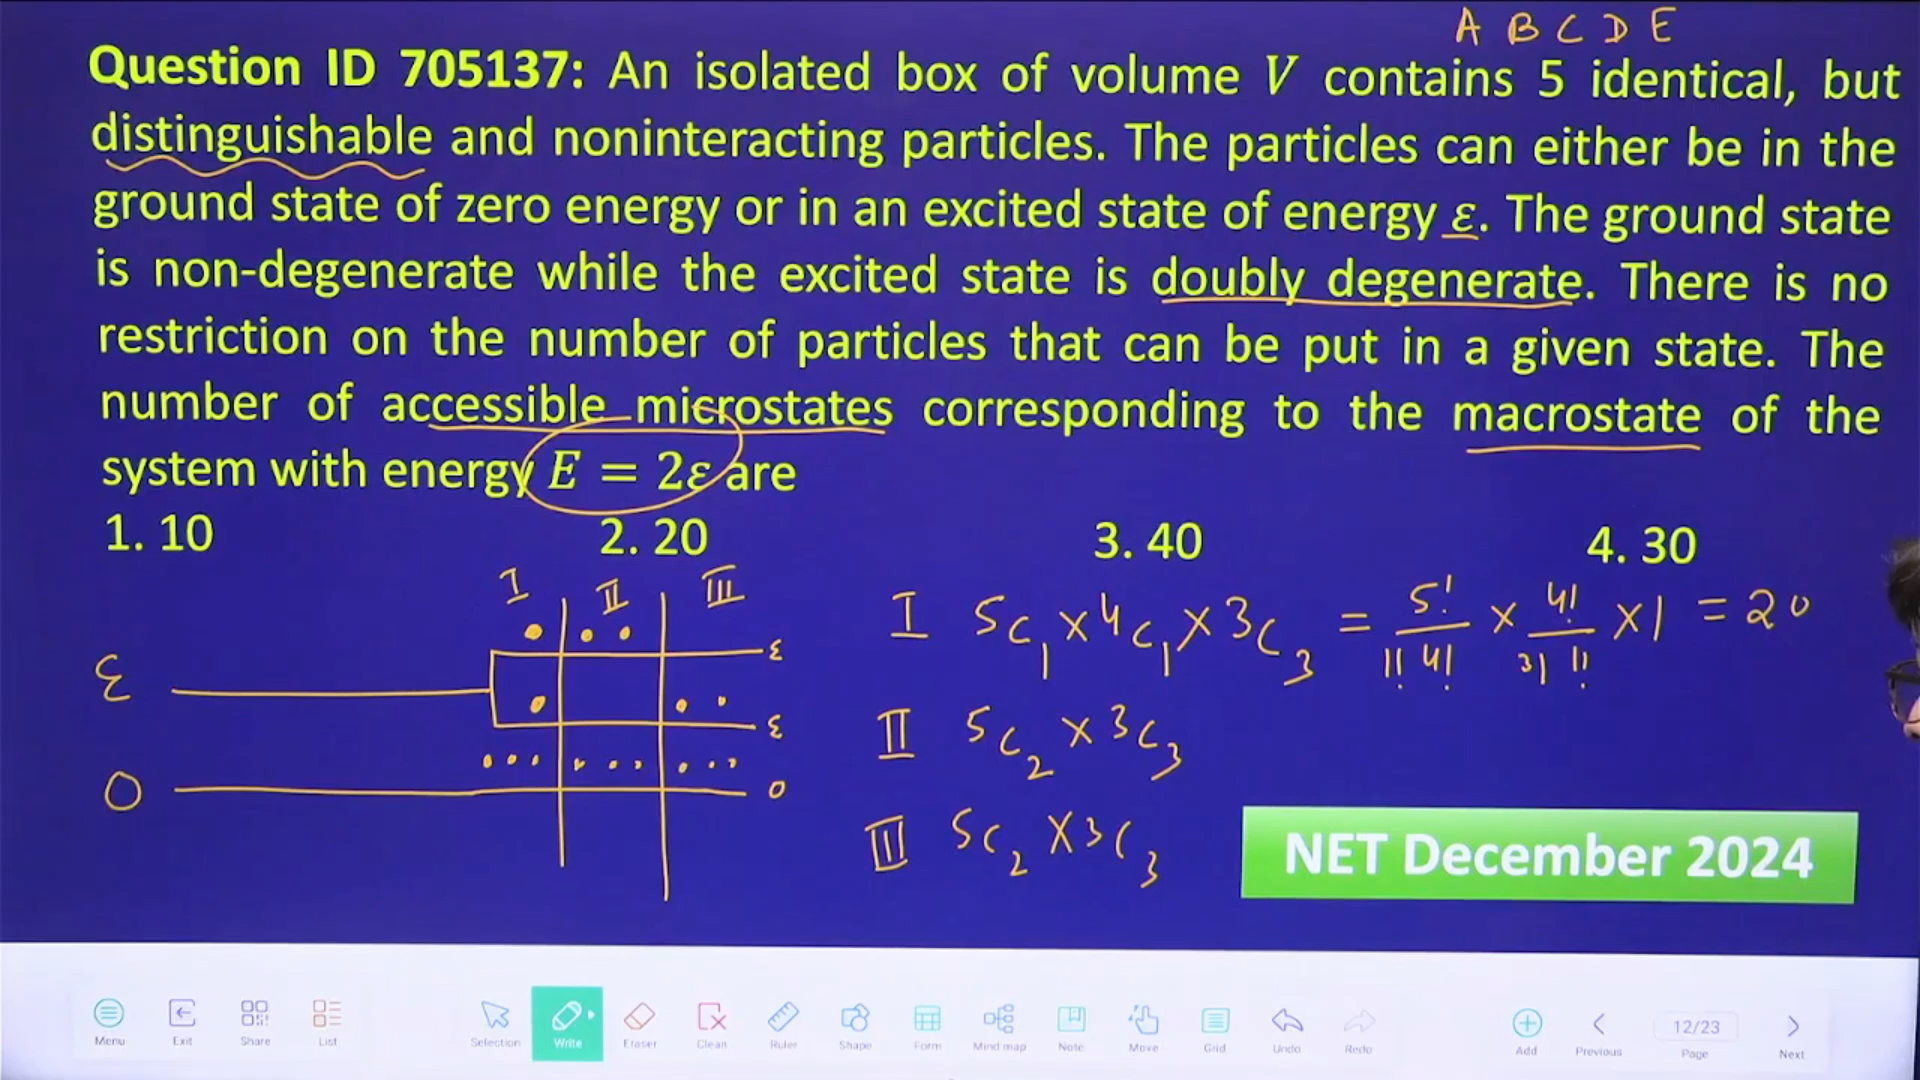 A B C D E
Question ID 705137: An isolated box of volume V contains 5 identical, but
distinguishable and noninteracting particles. The particles can either be in the
ground state of zero energy or in an excited state of energy ε. The ground state
is non-degenerate while the excited state is doubly degenerate. There is no
restriction on the number of particles that can be put in a given state. The
number of accessible microstates corresponding to the macrostate of the
system with energy E = 2ε are
1. 10 2. 20 3. 40 4. 30
I II III
ε
ε
ε
0
0
I 5C1 × 4C1 × 3C3 = 5!/1! 4! × 4!/3! 1! × 1 = 20
II 5C2 × 3C3
III 5C2 × 3C3
NET December 2024
Menu Exit Share List Selection Write Eraser Clean Ruler Shape Form Mind map Note Move Grid Undo Redo Add Previous 12/23 Page Next